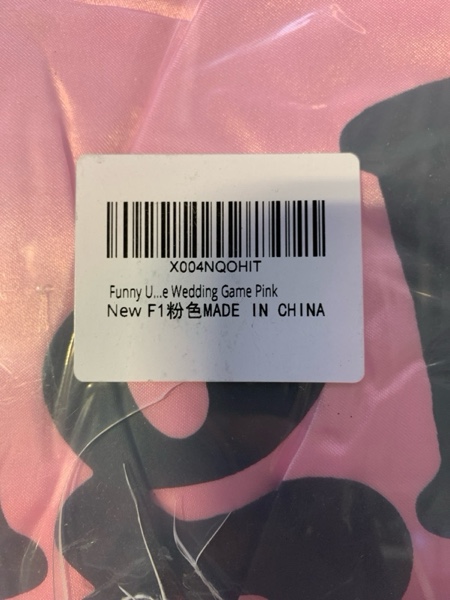 X004NQOHIT
Funny U...e Wedding Game Pink
New F1粉色MADE IN CHINA